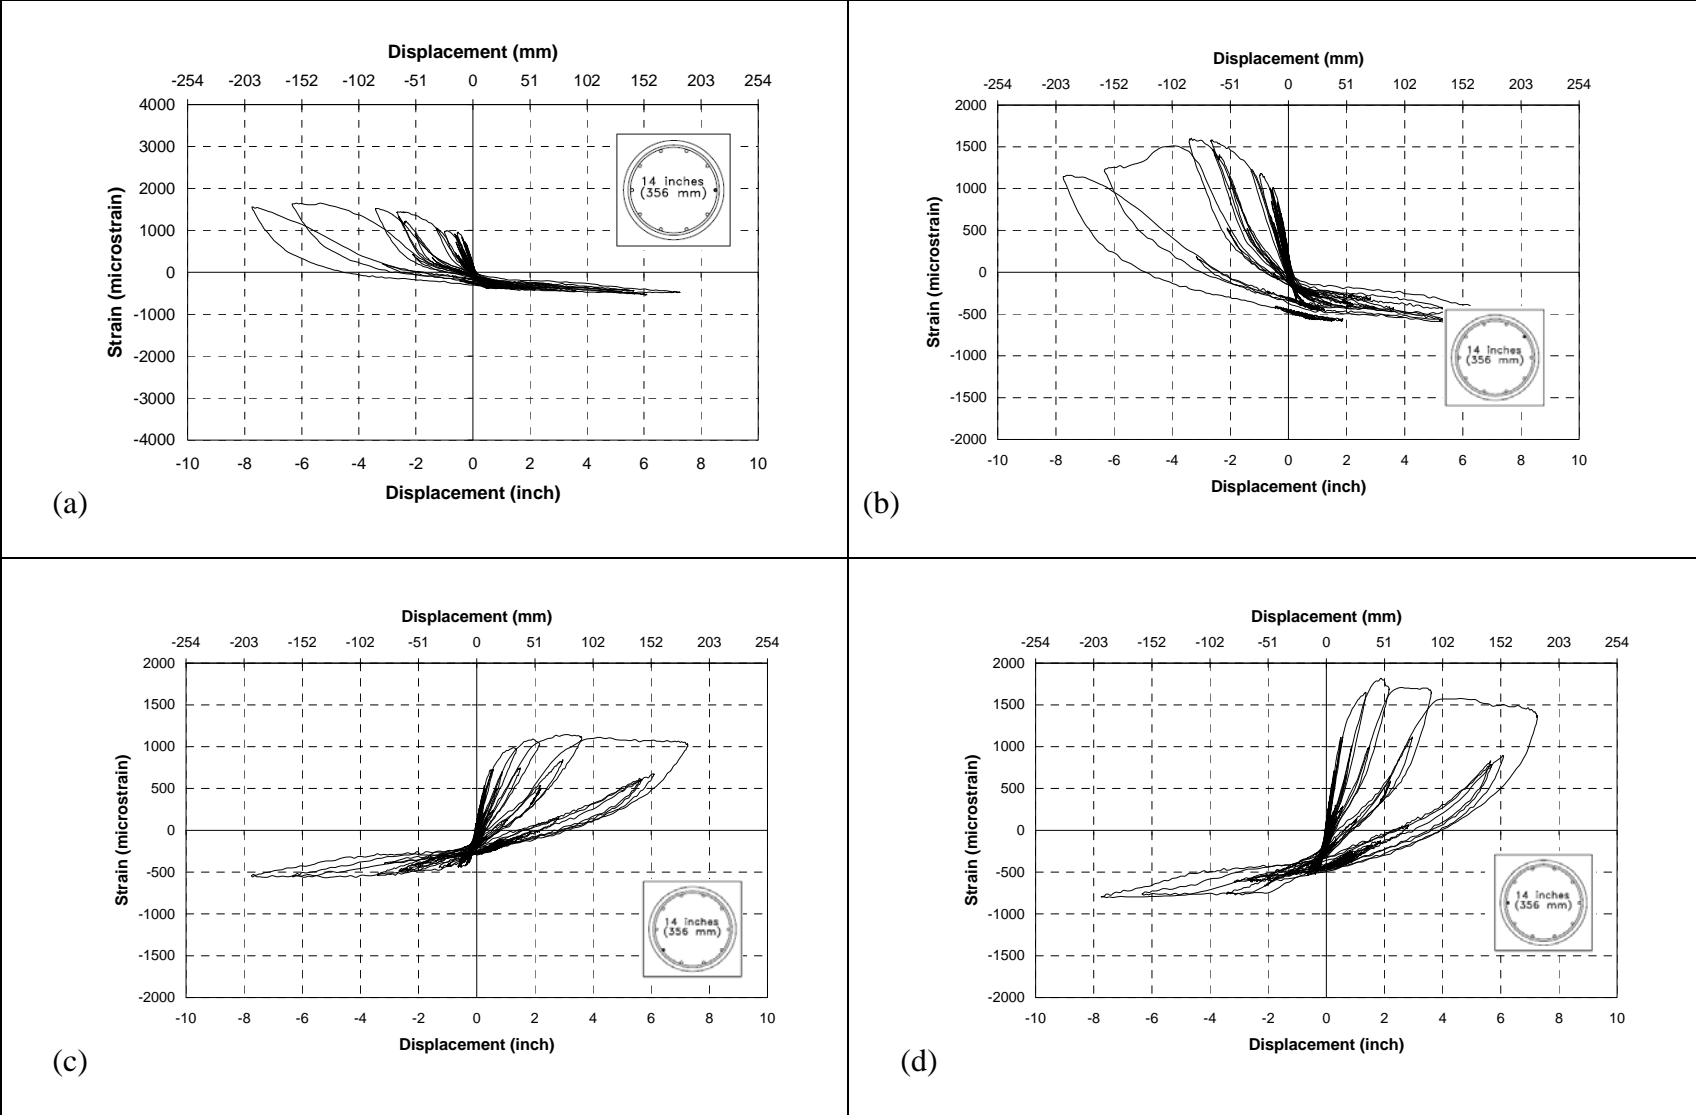 Displacement (mm)
-254 -203 -152 -102 -51 0 51 102 152 203 254
4000
3000
2000
1000
0
-1000
-2000
-3000
-4000
Strain (microstrain)
14 inches
(356 mm)
-10 -8 -6 -4 -2 0 2 4 6 8 10
Displacement (inch)
(a)
Displacement (mm)
-254 -203 -152 -102 -51 0 51 102 152 203 254
2000
1500
1000
500
0
-500
-1000
-1500
-2000
Strain (microstrain)
14 inches
(356 mm)
-10 -8 -6 -4 -2 0 2 4 6 8 10
Displacement (inch)
(b)
Displacement (mm)
-254 -203 -152 -102 -51 0 51 102 152 203 254
2000
1500
1000
500
0
-500
-1000
-1500
-2000
Strain (microstrain)
14 inches
(356 mm)
-10 -8 -6 -4 -2 0 2 4 6 8 10
Displacement (inch)
(c)
Displacement (mm)
-254 -203 -152 -102 -51 0 51 102 152 203 254
2000
1500
1000
500
0
-500
-1000
-1500
-2000
Strain (microstrain)
14 inches
(356 mm)
-10 -8 -6 -4 -2 0 2 4 6 8 10
Displacement (inch)
(d)